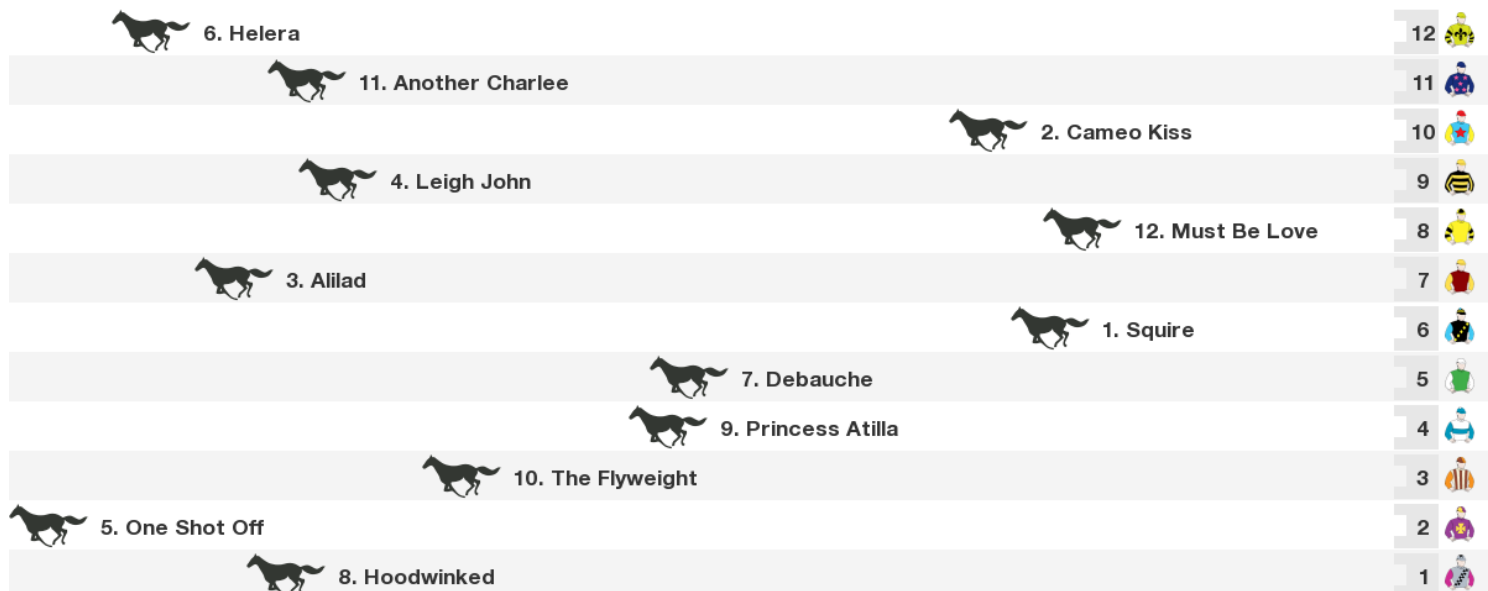 6. Helera 12
11. Another Charlee 11
2. Cameo Kiss 10
4. Leigh John 9
12. Must Be Love 8
3. Alilad 7
1. Squire 6
7. Debauche 5
9. Princess Atilla 4
10. The Flyweight 3
5. One Shot Off 2
8. Hoodwinked 1